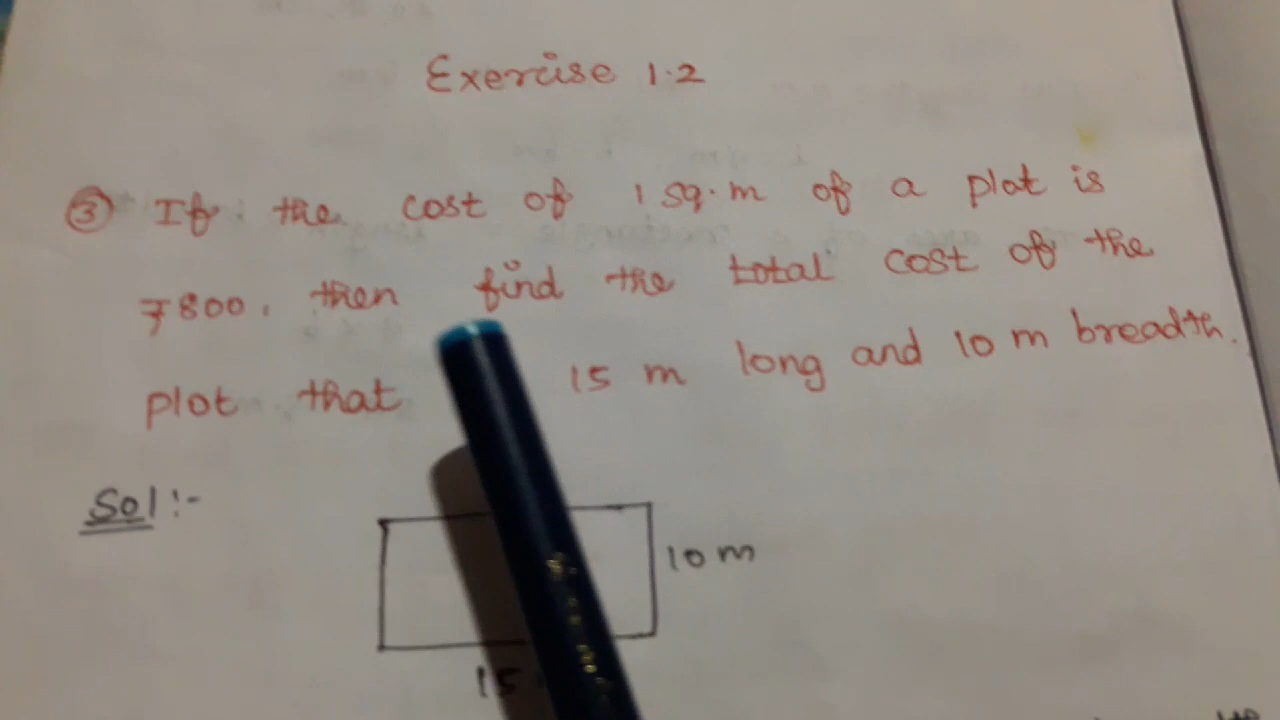 Exercise 1.2
③ If the cost of 1 sq.m of a plot is
₹800, then find the total cost of the
plot that 15 m long and 10 m breadth.
Sol:-
10 m
15